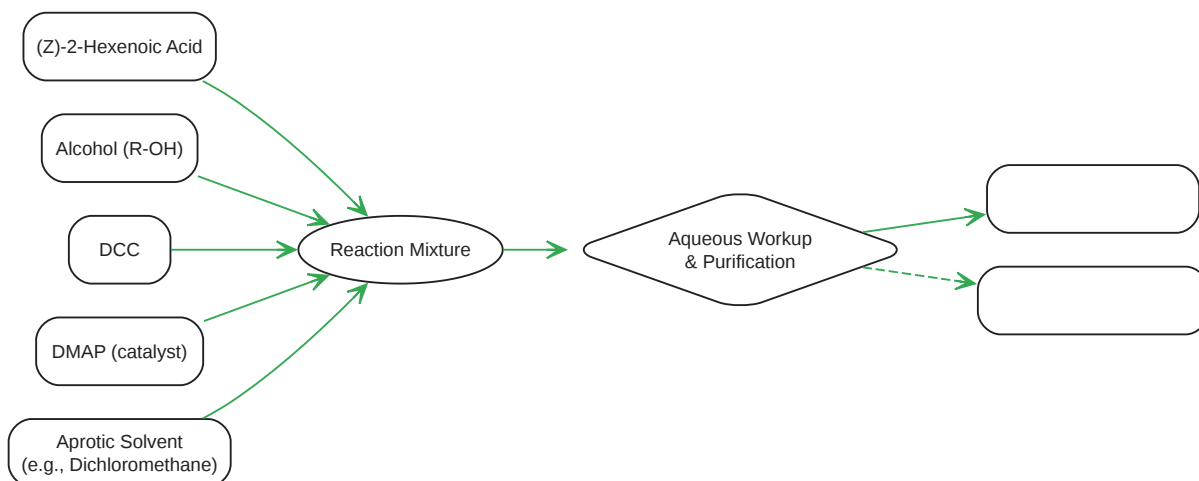 (Z)-2-Hexenoic Acid
Alcohol (R-OH)
DCC
DMAP (catalyst)
Aprotic Solvent
(e.g., Dichloromethane)
Reaction Mixture
Aqueous Workup
& Purification